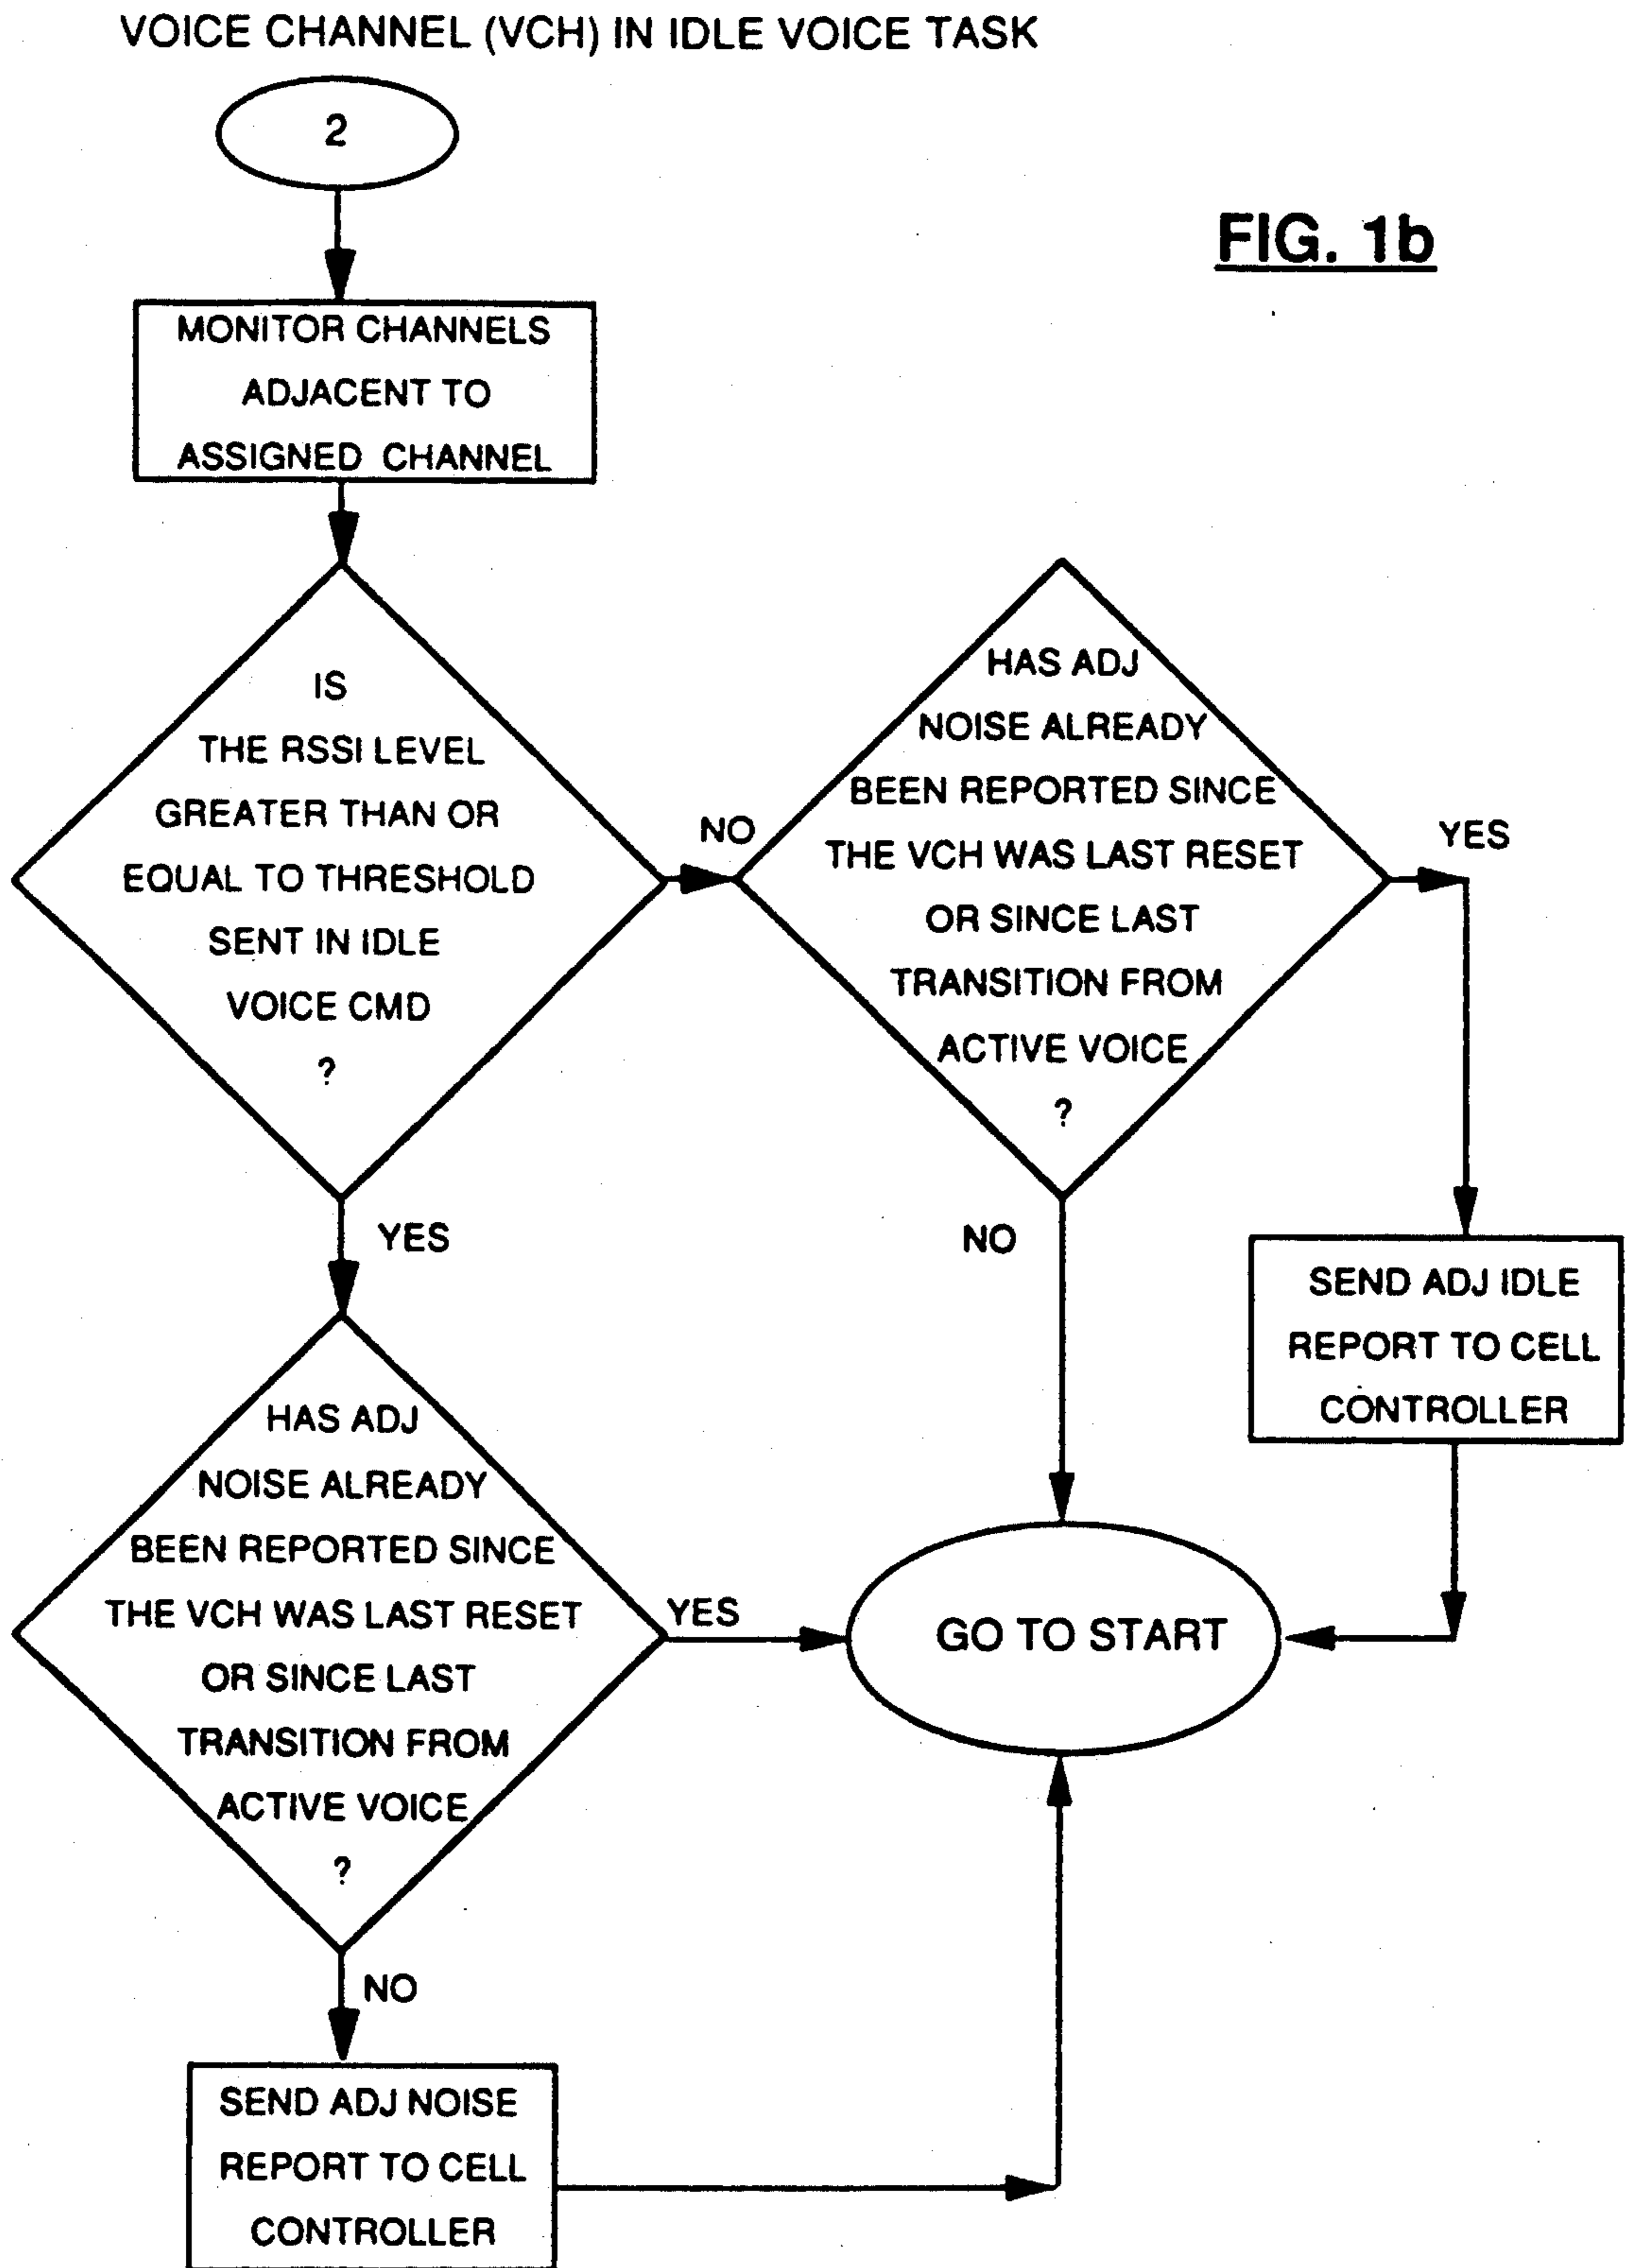 VOICE CHANNEL (VCH) IN IDLE VOICE TASK
2
FIG. 1b
MONITOR CHANNELS
ADJACENT TO
ASSIGNED CHANNEL
IS
THE RSSI LEVEL
GREATER THAN OR
EQUAL TO THRESHOLD
SENT IN IDLE
VOICE CMD
?
NO
HAS ADJ
NOISE ALREADY
BEEN REPORTED SINCE
THE VCH WAS LAST RESET
OR SINCE LAST
TRANSITION FROM
ACTIVE VOICE
?
YES
NO
SEND ADJ IDLE
REPORT TO CELL
CONTROLLER
YES
HAS ADJ
NOISE ALREADY
BEEN REPORTED SINCE
THE VCH WAS LAST RESET
OR SINCE LAST
TRANSITION FROM
ACTIVE VOICE
?
YES
GO TO START
NO
SEND ADJ NOISE
REPORT TO CELL
CONTROLLER